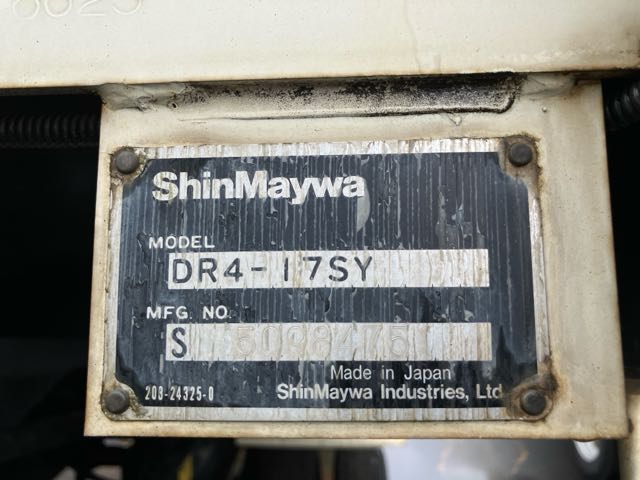 ShinMaywa
MODEL
DR4-17SY
MFG. NO.
S
Made in Japan
208-24325-0
ShinMaywa Industries, Ltd